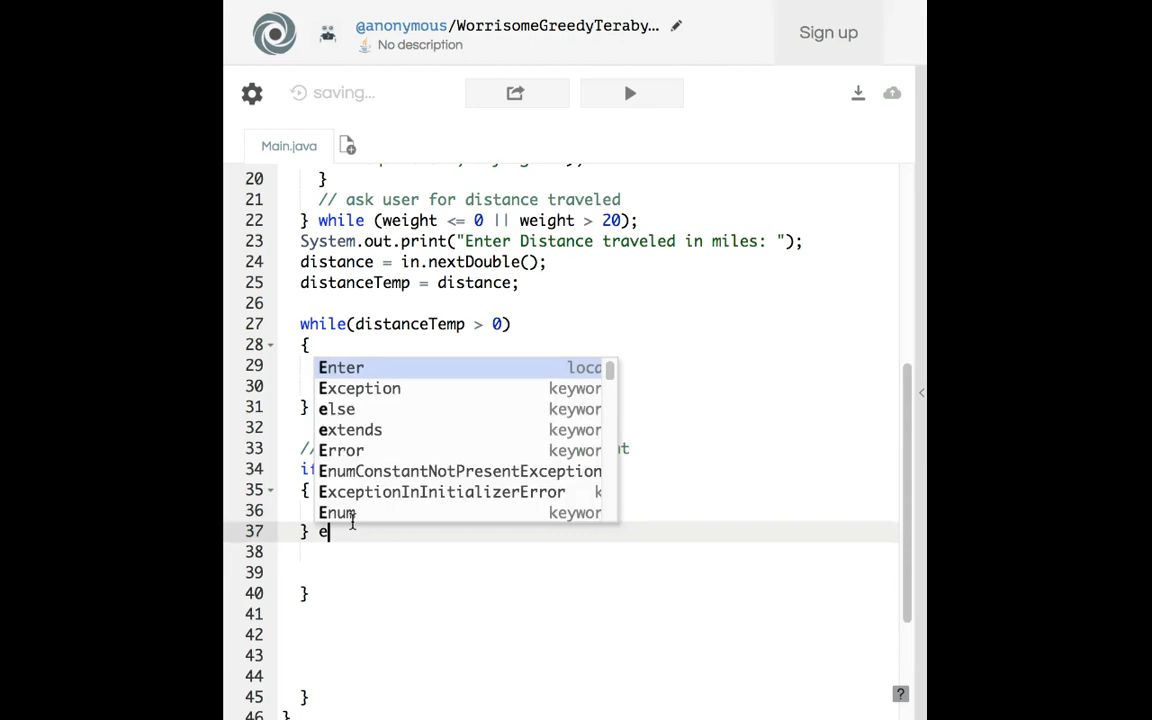 @anonymous/WorrisomeGreedyTeraby...
No description
Sign up
saving...
Main.java
20 }
21 // ask user for distance traveled
22 } while (weight <= 0 || weight > 20);
23 System.out.print("Enter Distance traveled in miles: ");
24 distance = in.nextDouble();
25 distanceTemp = distance;
26
27 while(distanceTemp > 0)
28 {
29 Enter loca
30 Exception keywor
31 } else keywor
32 extends keywor
33 // Error keywor
34 if EnumConstantNotPresentException
35 { ExceptionInInitializerError k
36 Enum keywor
37 } e
38
39
40 }
41
42
43
44
45 }
46 }
?